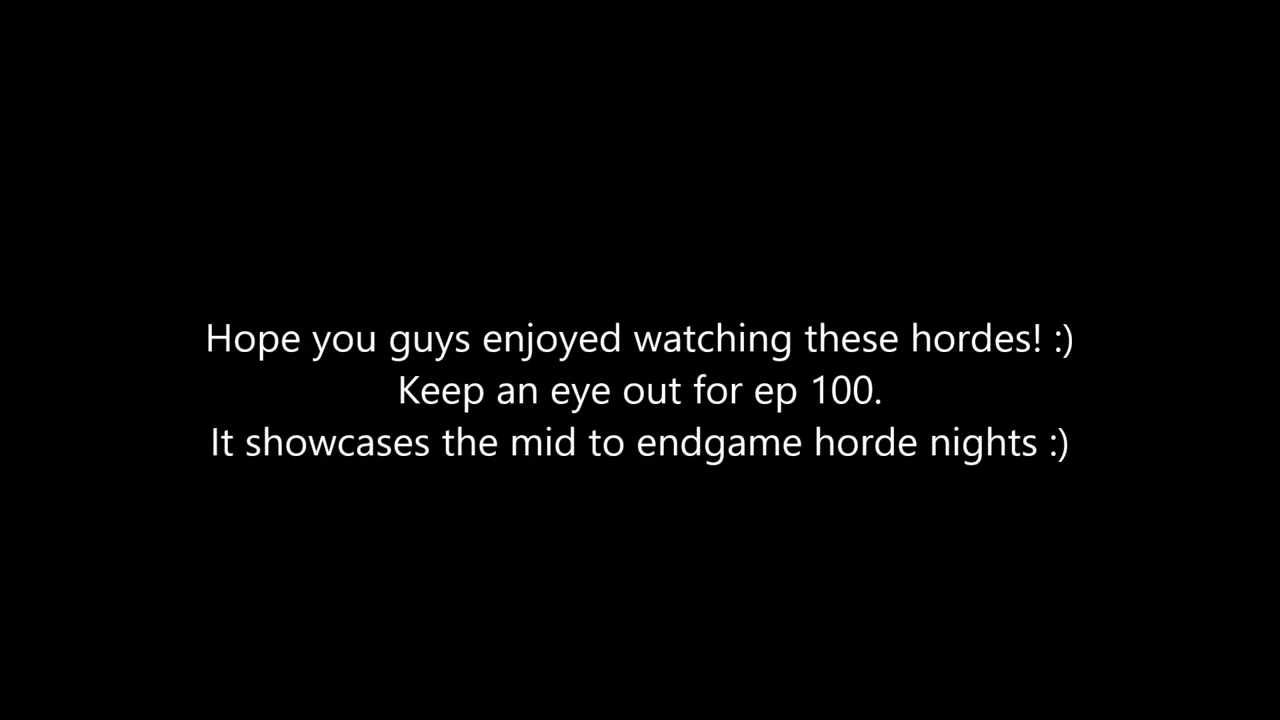 Hope you guys enjoyed watching these hordes! :)
Keep an eye out for ep 100.
It showcases the mid to endgame horde nights :)